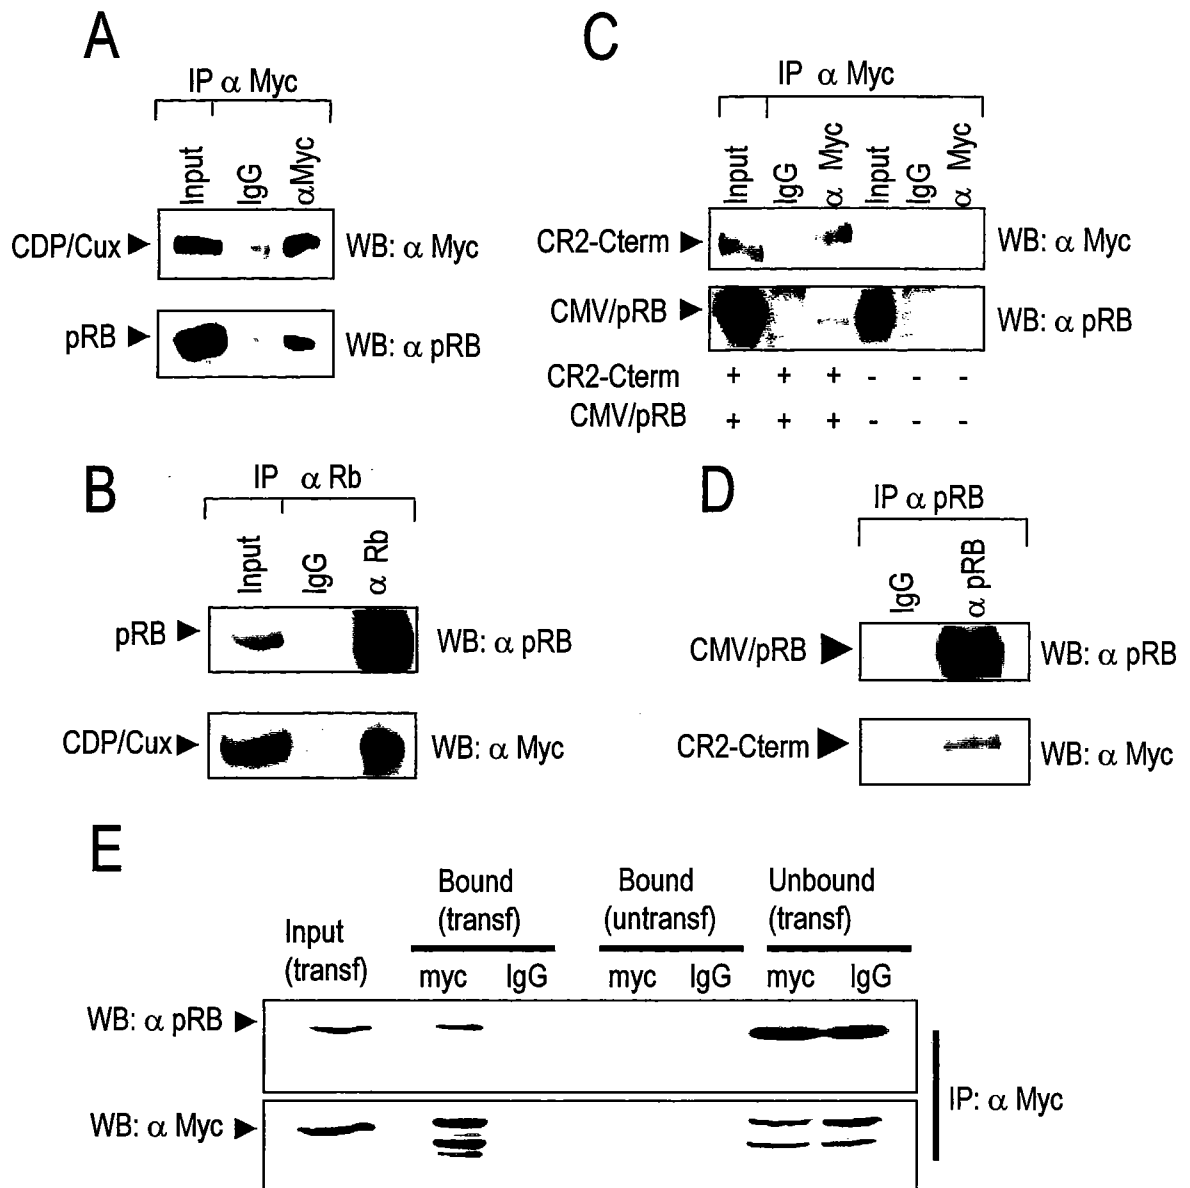 A
IP α Myc
Input
IgG
αMyc
CDP/Cux
WB: α Myc
pRB
WB: α pRB
C
IP α Myc
Input
IgG
α Myc
Input
IgG
α Myc
CR2-Cterm
WB: α Myc
CMV/pRB
WB: α pRB
CR2-Cterm + + + - - -
CMV/pRB + + + - - -
B
IP α Rb
Input
IgG
α Rb
pRB
WB: α pRB
CDP/Cux
WB: α Myc
D
IP α pRB
IgG
α pRB
CMV/pRB
WB: α pRB
CR2-Cterm
WB: α Myc
E
Input
(transf)
Bound
(transf)
Bound
(untransf)
Unbound
(transf)
myc IgG myc IgG myc IgG
WB: α pRB
WB: α Myc
IP: α Myc